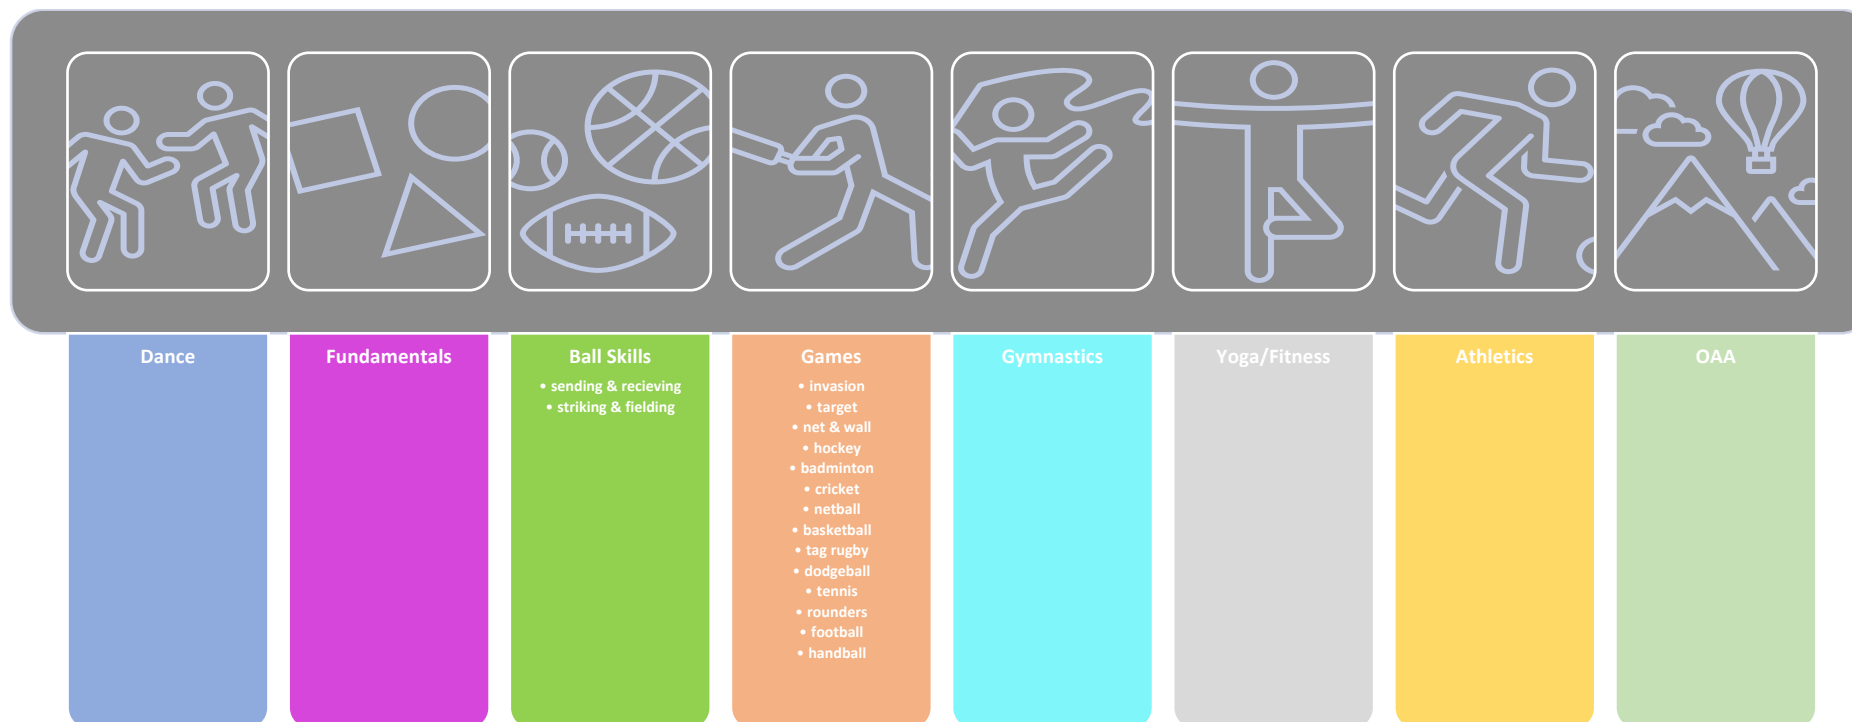 Dance
Fundamentals
Ball Skills
• sending & recieving
• striking & fielding
Games
• invasion
• target
• net & wall
• hockey
• badminton
• cricket
• netball
• basketball
• tag rugby
• dodgeball
• tennis
• rounders
• football
• handball
Gymnastics
Yoga/Fitness
Athletics
OAA